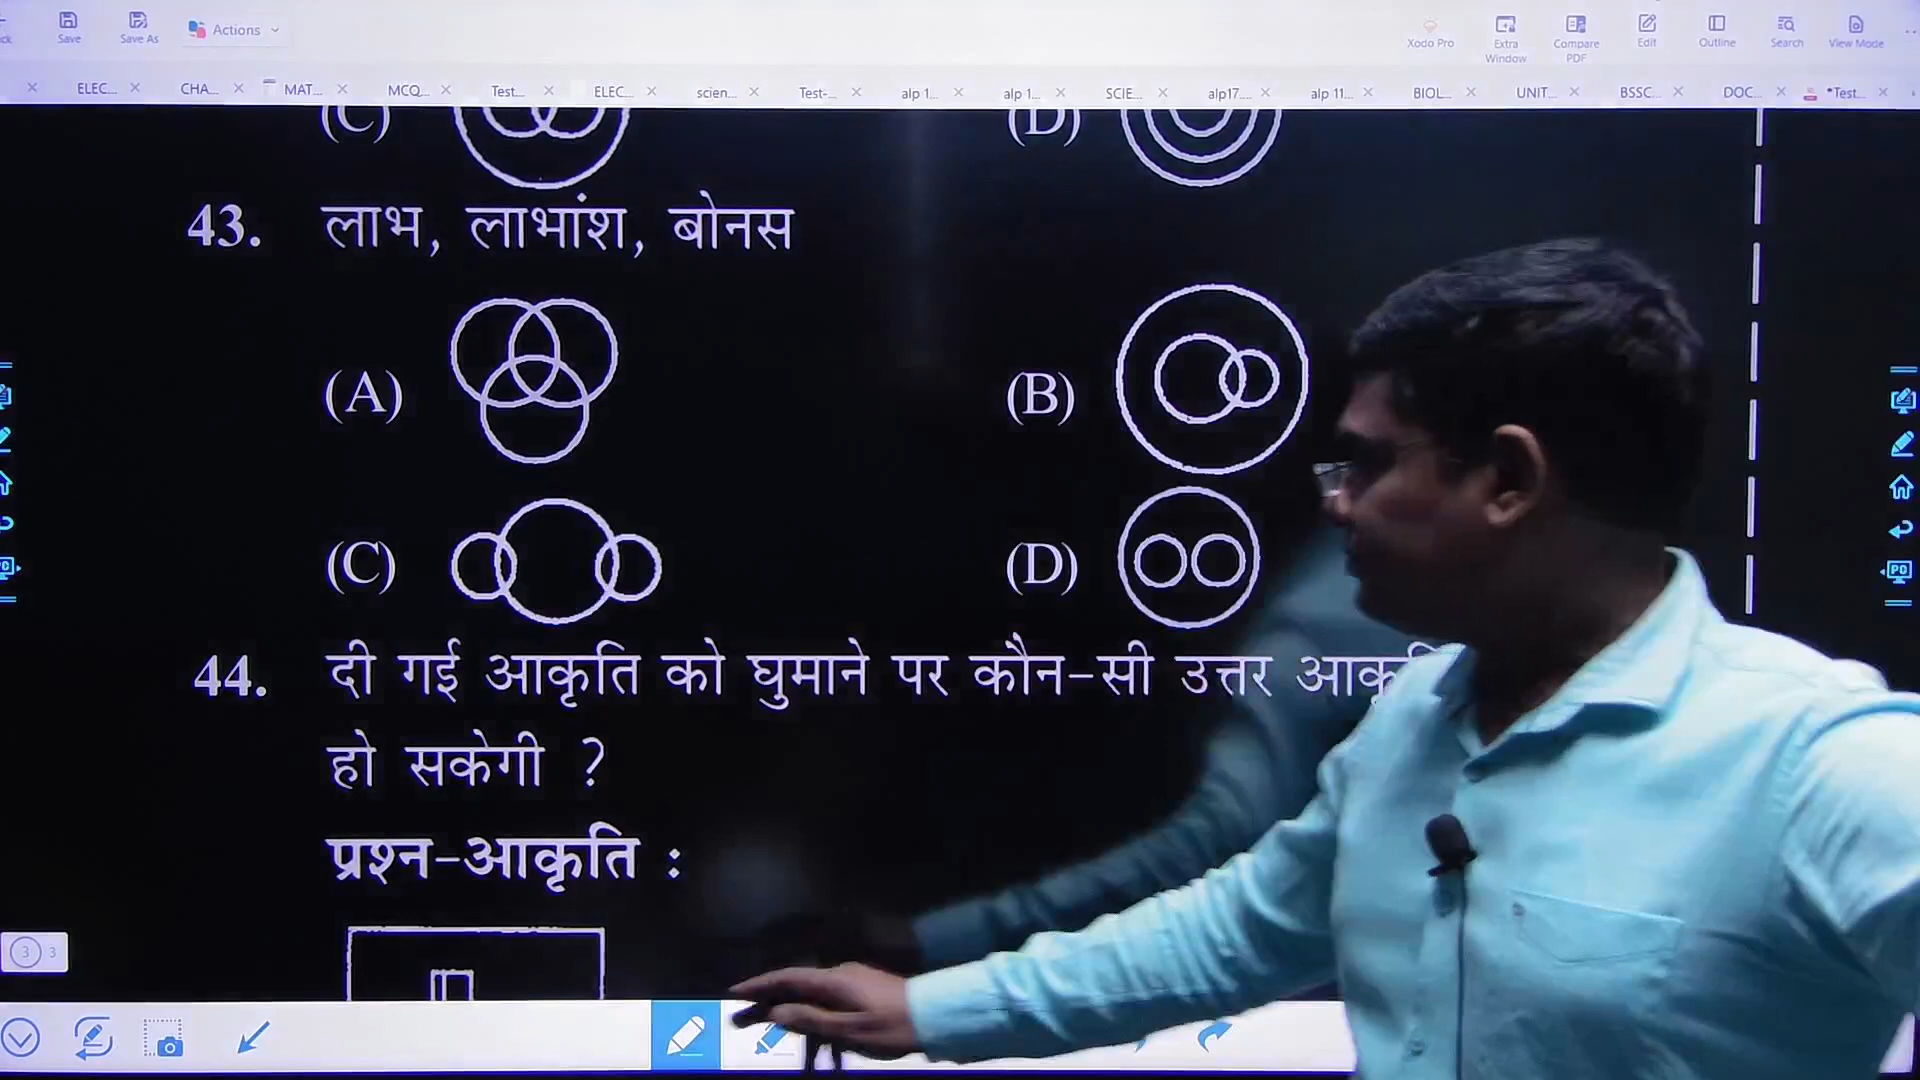 Save
Save As
Actions
Xodo Pro
Extra Window
Compare PDF
Edit
Outline
Search
View Mode
ELEC...
CHA...
MAT...
MCQ...
Test...
ELEC...
scien...
Test-...
alp 1...
alp 1...
SCIE...
alp17....
alp 11...
BIOL...
UNIT...
BSSC...
DOC...
*Test...
(C) (D)
43. लाभ, लाभांश, बोनस
(A) (B)
(C) (D)
44. दी गई आकृति को घुमाने पर कौन-सी उत्तर
हो सकेगी ?
प्रश्न-आकृति :
3 3